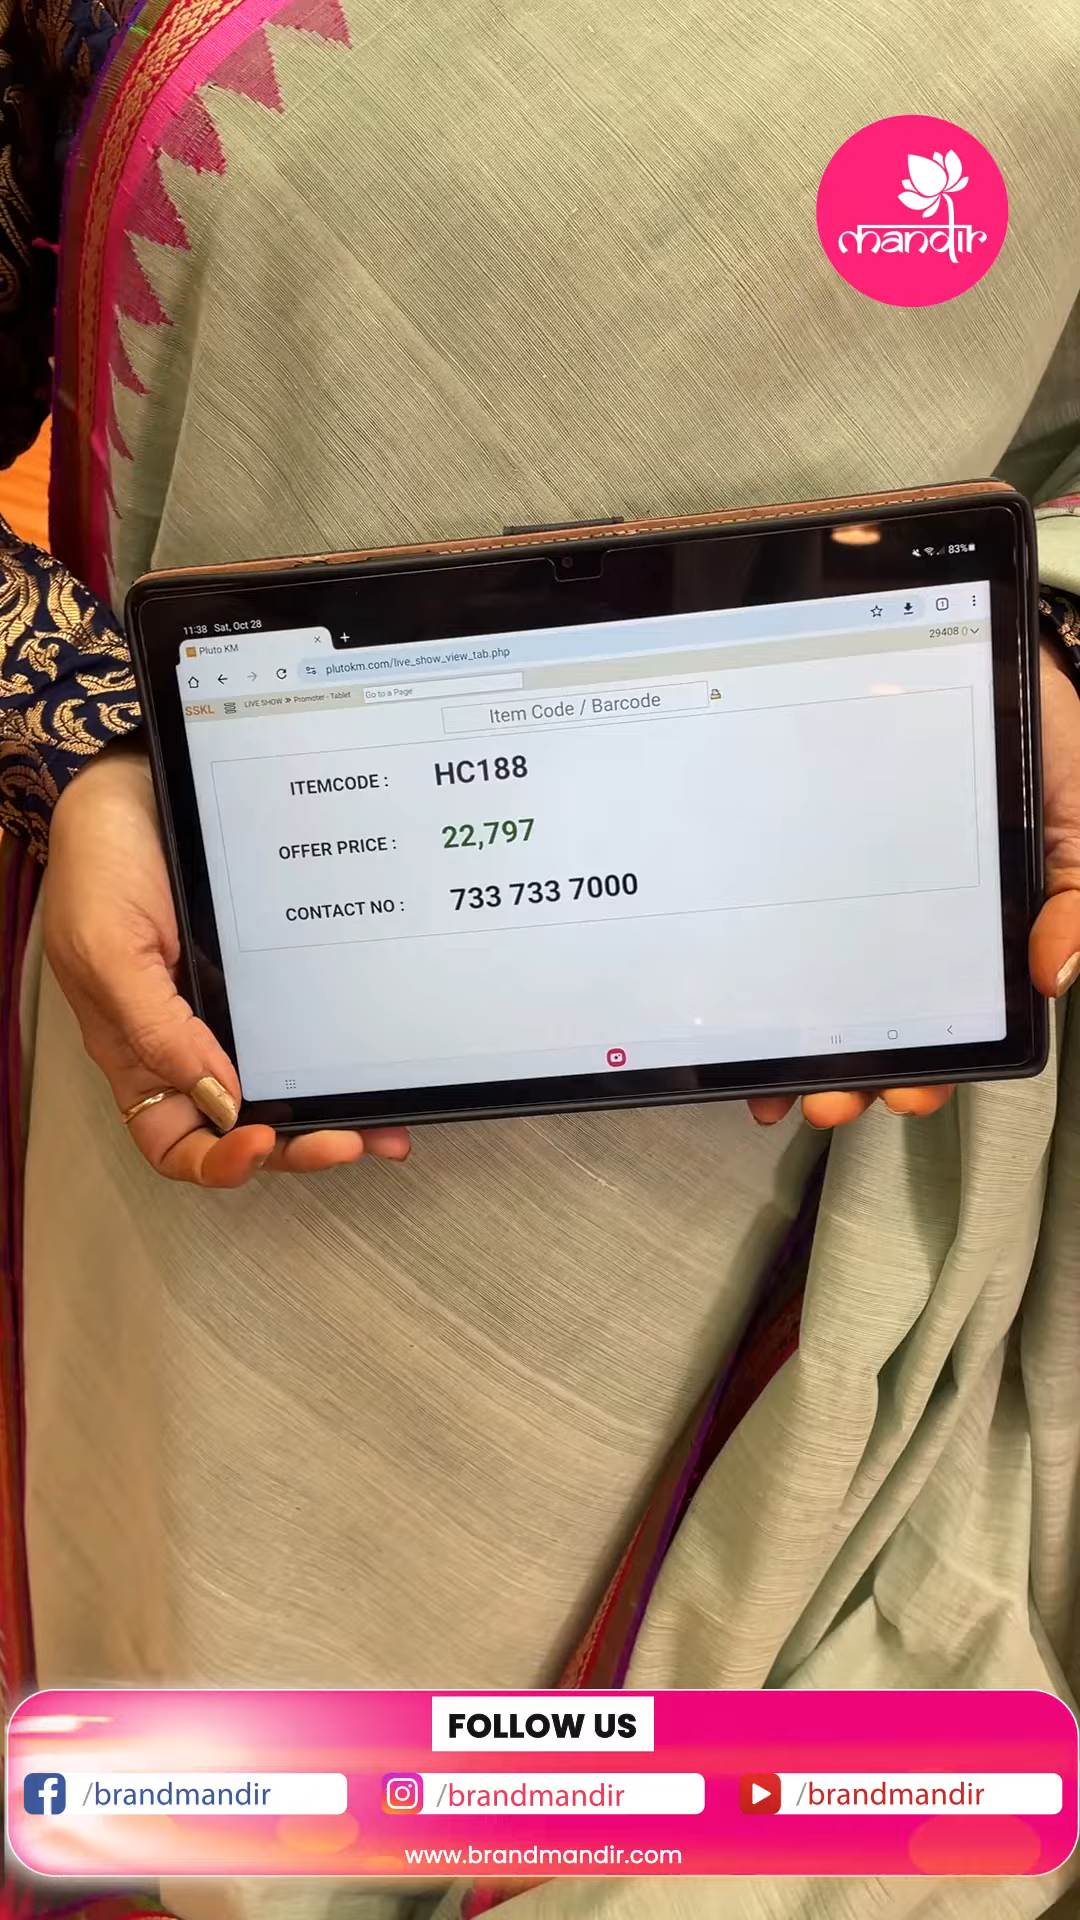 mandir
83%
11:38 Sat, Oct 28
Pluto KM
plutokm.com/live_show_view_tab.php
29408 ()
SSKL
LIVE SHOW » Promoter - Tablet
Go to a Page
Item Code / Barcode
ITEMCODE : HC188
OFFER PRICE : 22,797
CONTACT NO : 733 733 7000
FOLLOW US
/brandmandir /brandmandir /brandmandir
www.brandmandir.com